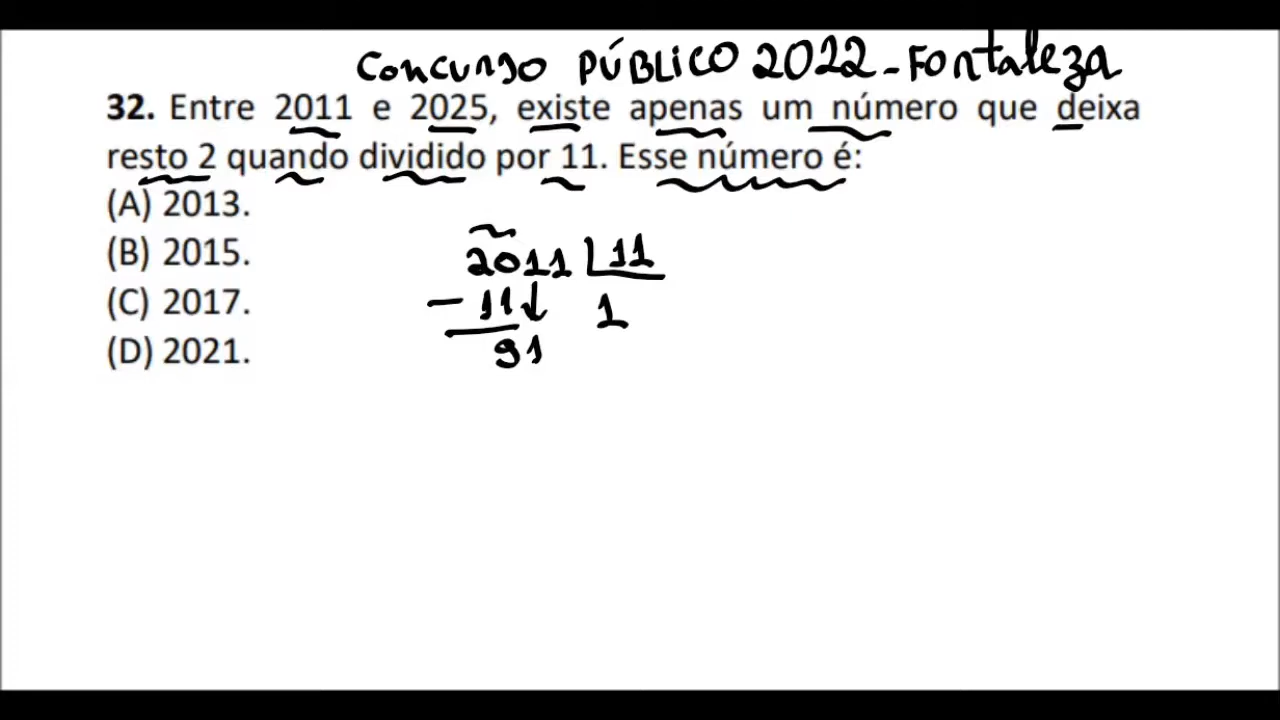 Concurso PÚBLICO 2022 - Fortaleza
32. Entre 2011 e 2025, existe apenas um número que deixa
resto 2 quando dividido por 11. Esse número é:
(A) 2013.
(B) 2015.
(C) 2017.
(D) 2021.
2011 11
- 11 1
91